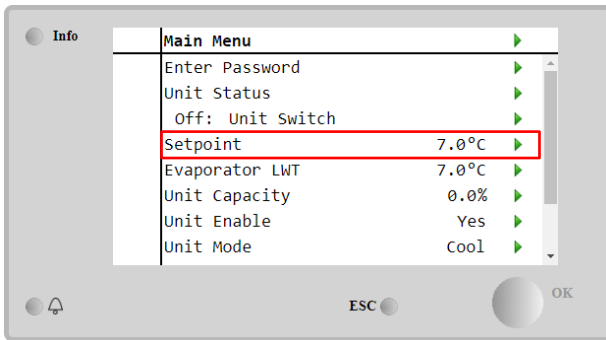 Info
Main Menu
Enter Password
Unit Status
Off: Unit Switch
Setpoint 7.0°C
Evaporator LWT 7.0°C
Unit Capacity 0.0%
Unit Enable Yes
Unit Mode Cool
ESC
OK